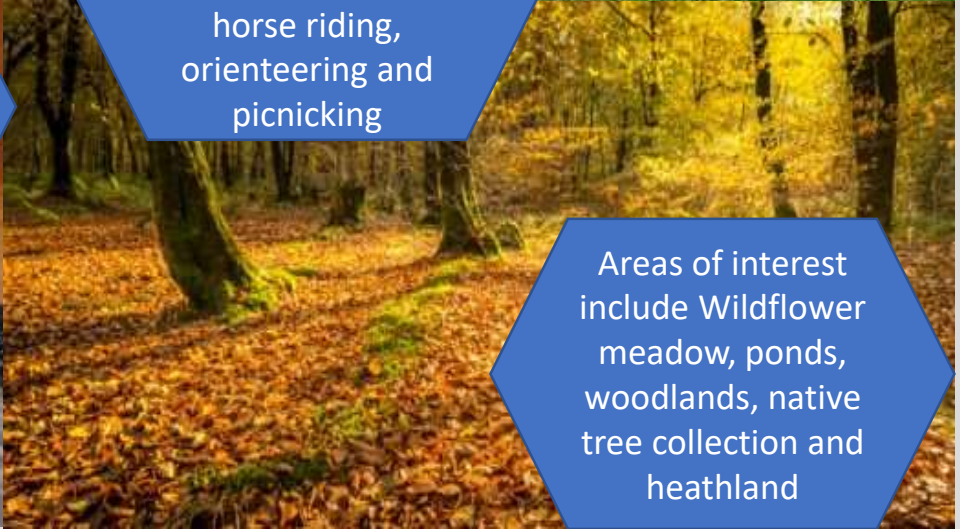 horse riding,
orienteering and
picnicking
Areas of interest
include Wildflower
meadow, ponds,
woodlands, native
tree collection and
heathland